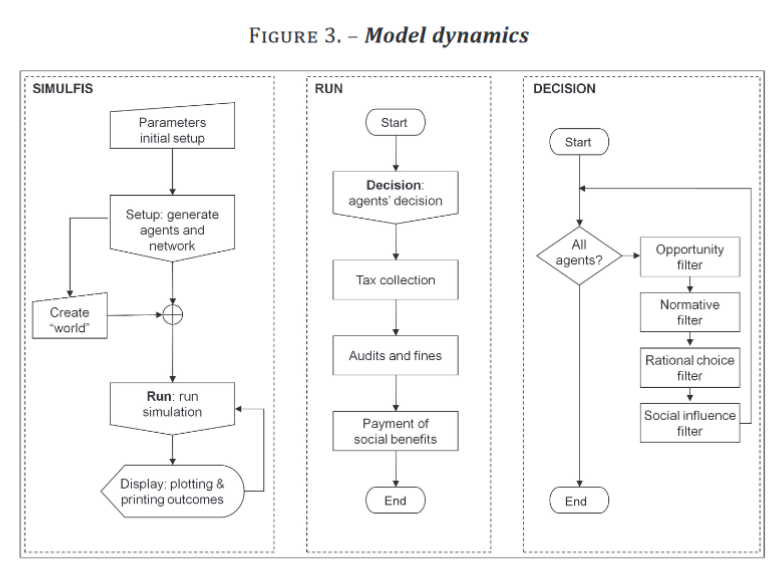 FIGURE 3. – Model dynamics
SIMULFIS
Parameters
initial setup
Setup: generate
agents and
network
Create
“world”
Run: run
simulation
Display: plotting &
printing outcomes
RUN
Start
Decision:
agents’ decision
Tax collection
Audits and fines
Payment of
social benefits
End
DECISION
Start
All
agents?
Opportunity
filter
Normative
filter
Rational choice
filter
Social influence
filter
End